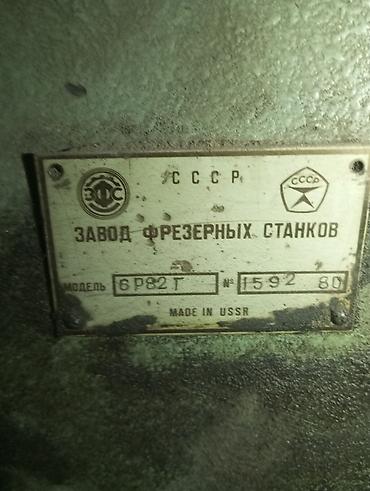 ЗФС СССР СССР
ЗАВОД ФРЕЗЕРНЫХ СТАНКОВ
МОДЕЛЬ 6Р82Г № 1592 80
MADE IN USSR